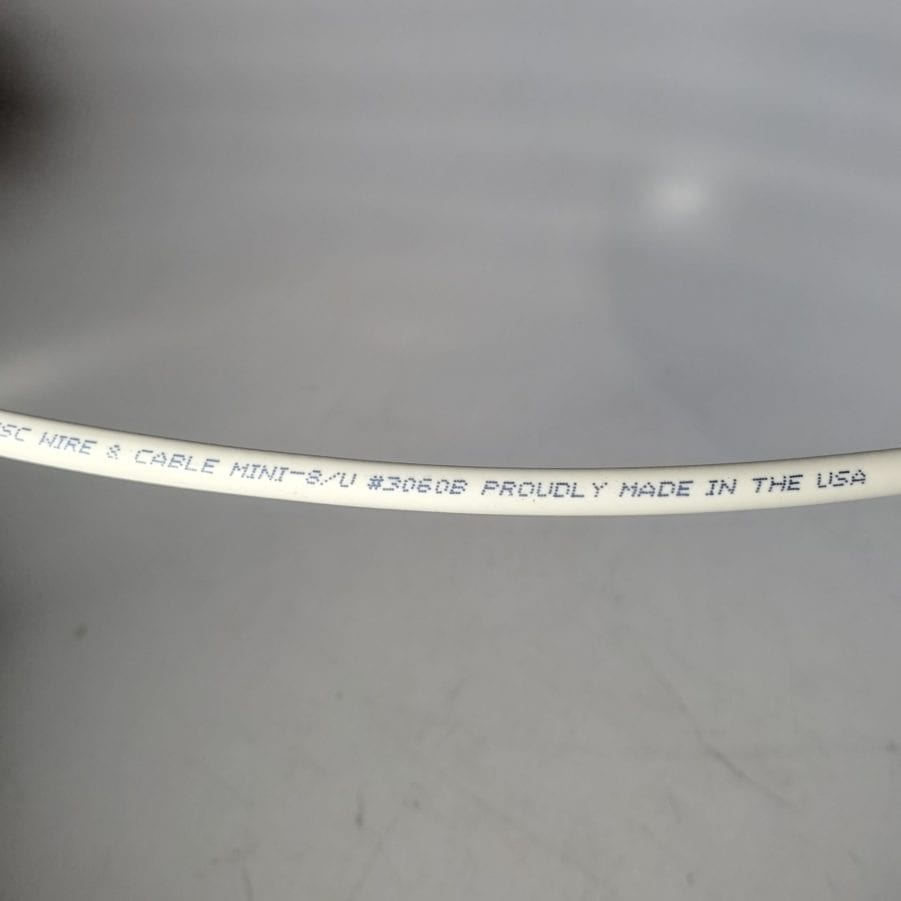 SC WIRE & CABLE MINI-8/U #3060B PROUDLY MADE IN THE USA